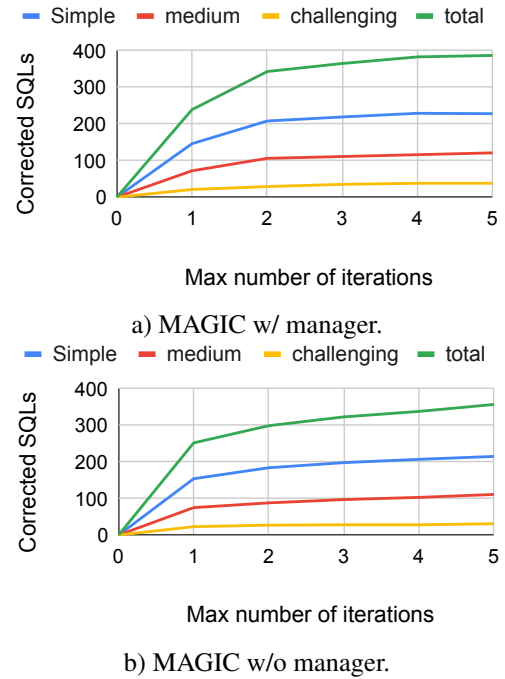 Simple medium challenging total
400
300
200
100
0
0 1 2 3 4 5
Corrected SQLs
Max number of iterations
a) MAGIC w/ manager.
Simple medium challenging total
400
300
200
100
0
0 1 2 3 4 5
Corrected SQLs
Max number of iterations
b) MAGIC w/o manager.